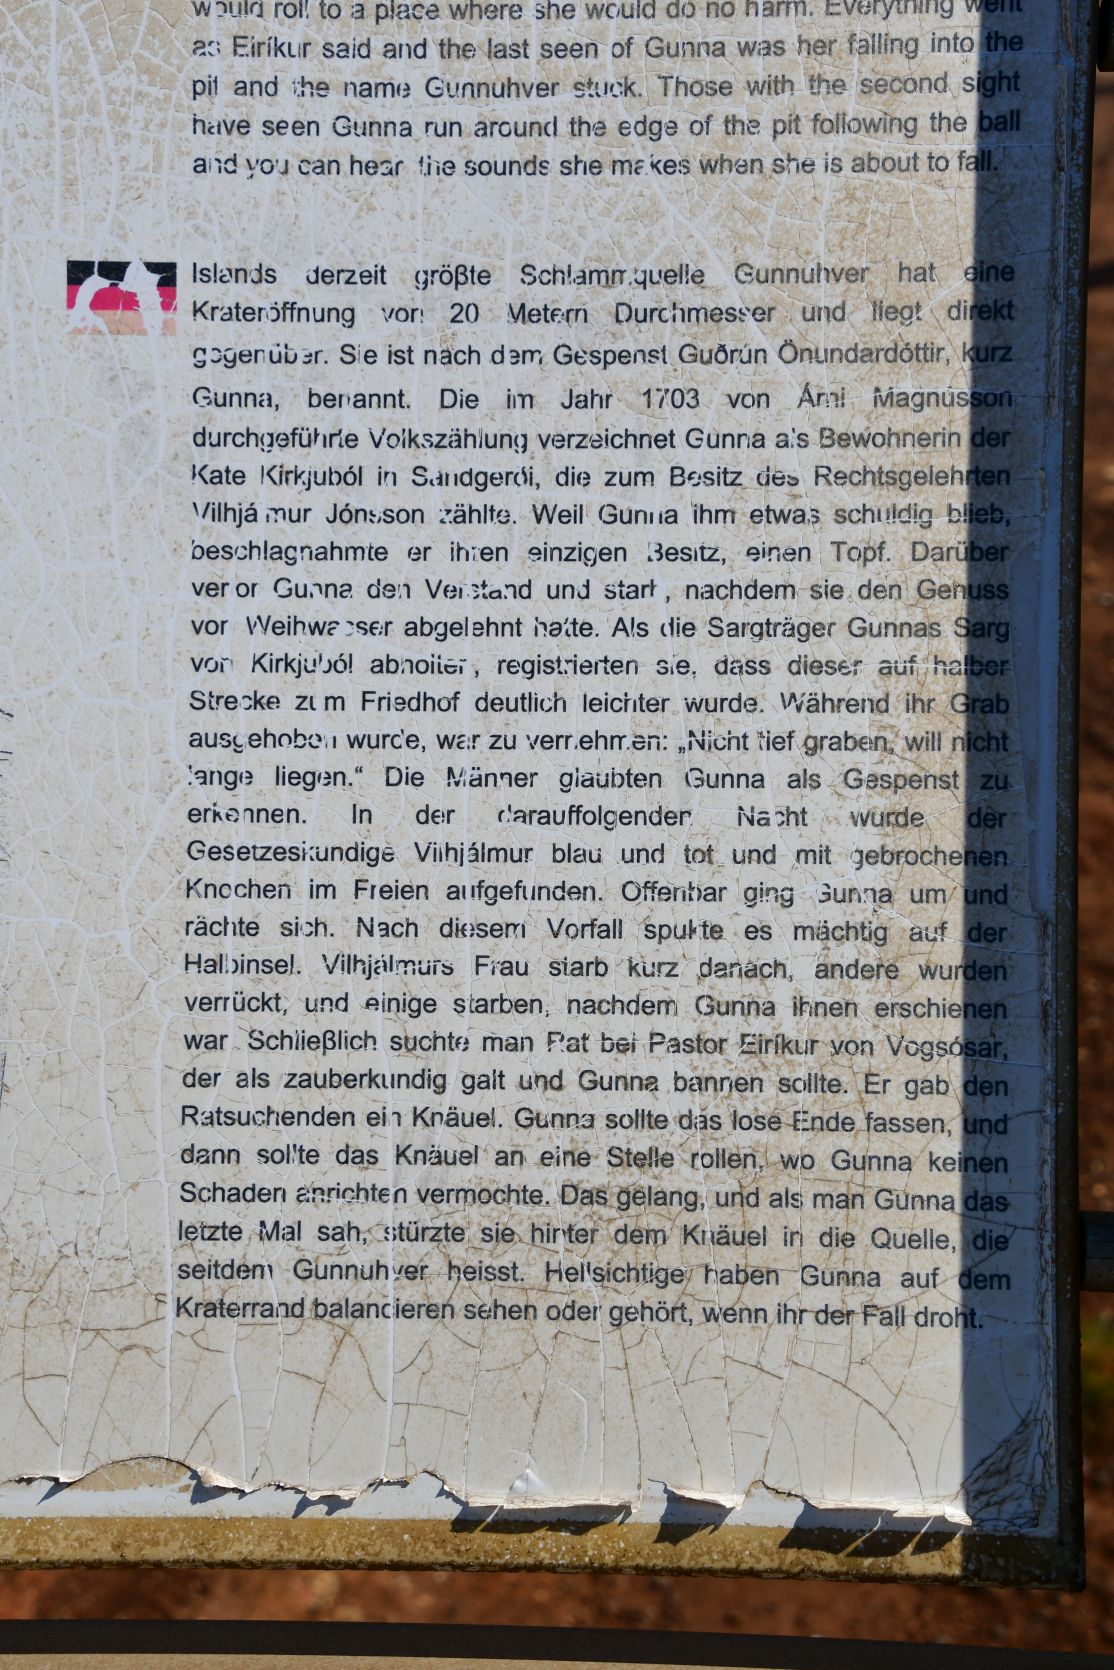 would roll to a place where she would do no harm. Everything went
as Eiríkur said and the last seen of Gunna was her falling into the
pit and the name Gunnuhver stuck. Those with the second sight
have seen Gunna run around the edge of the pit following the ball
and you can hear the sounds she makes when she is about to fall.
Islands derzeit größte Schlammquelle Gunnuhver hat eine
Krateröffnung von 20 Metern Durchmesser und liegt direkt
gegenüber. Sie ist nach dem Gespenst Guðrún Önundardóttir, kurz
Gunna, benannt. Die im Jahr 1703 von Árni Magnússon
durchgeführte Volkszählung verzeichnet Gunna als Bewohnerin der
Kate Kirkjuból in Sandgerði, die zum Besitz des Rechtsgelehrten
Vilhjálmur Jónsson zählte. Weil Gunna ihm etwas schuldig blieb,
beschlagnahmte er ihren einzigen Besitz, einen Topf. Darüber
verlor Gunna den Verstand und starb, nachdem sie den Genuss
von Weihwasser abgelehnt hatte. Als die Sargträger Gunnas Sarg
von Kirkjuból abholten, registrierten sie, dass dieser auf halber
Strecke zum Friedhof deutlich leichter wurde. Während ihr Grab
ausgehoben wurde, war zu vernehmen: „Nicht tief graben, will nicht
lange liegen.“ Die Männer glaubten Gunna als Gespenst zu
erkennen. In der darauffolgenden Nacht wurde der
Gesetzeskundige Vilhjálmur blau und tot und mit gebrochenen
Knochen im Freien aufgefunden. Offenbar ging Gunna um und
rächte sich. Nach diesem Vorfall spukte es mächtig auf der
Halbinsel. Vilhjálmurs Frau starb kurz danach, andere wurden
verrückt, und einige starben, nachdem Gunna ihnen erschienen
war. Schließlich suchte man Rat bei Pastor Eiríkur von Vogsósar,
der als zauberkundig galt und Gunna bannen sollte. Er gab den
Ratsuchenden ein Knäuel. Gunna sollte das lose Ende fassen, und
dann sollte das Knäuel an eine Stelle rollen, wo Gunna keinen
Schaden anrichten vermochte. Das gelang, und als man Gunna das
letzte Mal sah, stürzte sie hinter dem Knäuel in die Quelle, die
seitdem Gunnuhver heisst. Hellsichtige haben Gunna auf dem
Kraterrand balancieren sehen oder gehört, wenn ihr der Fall droht.